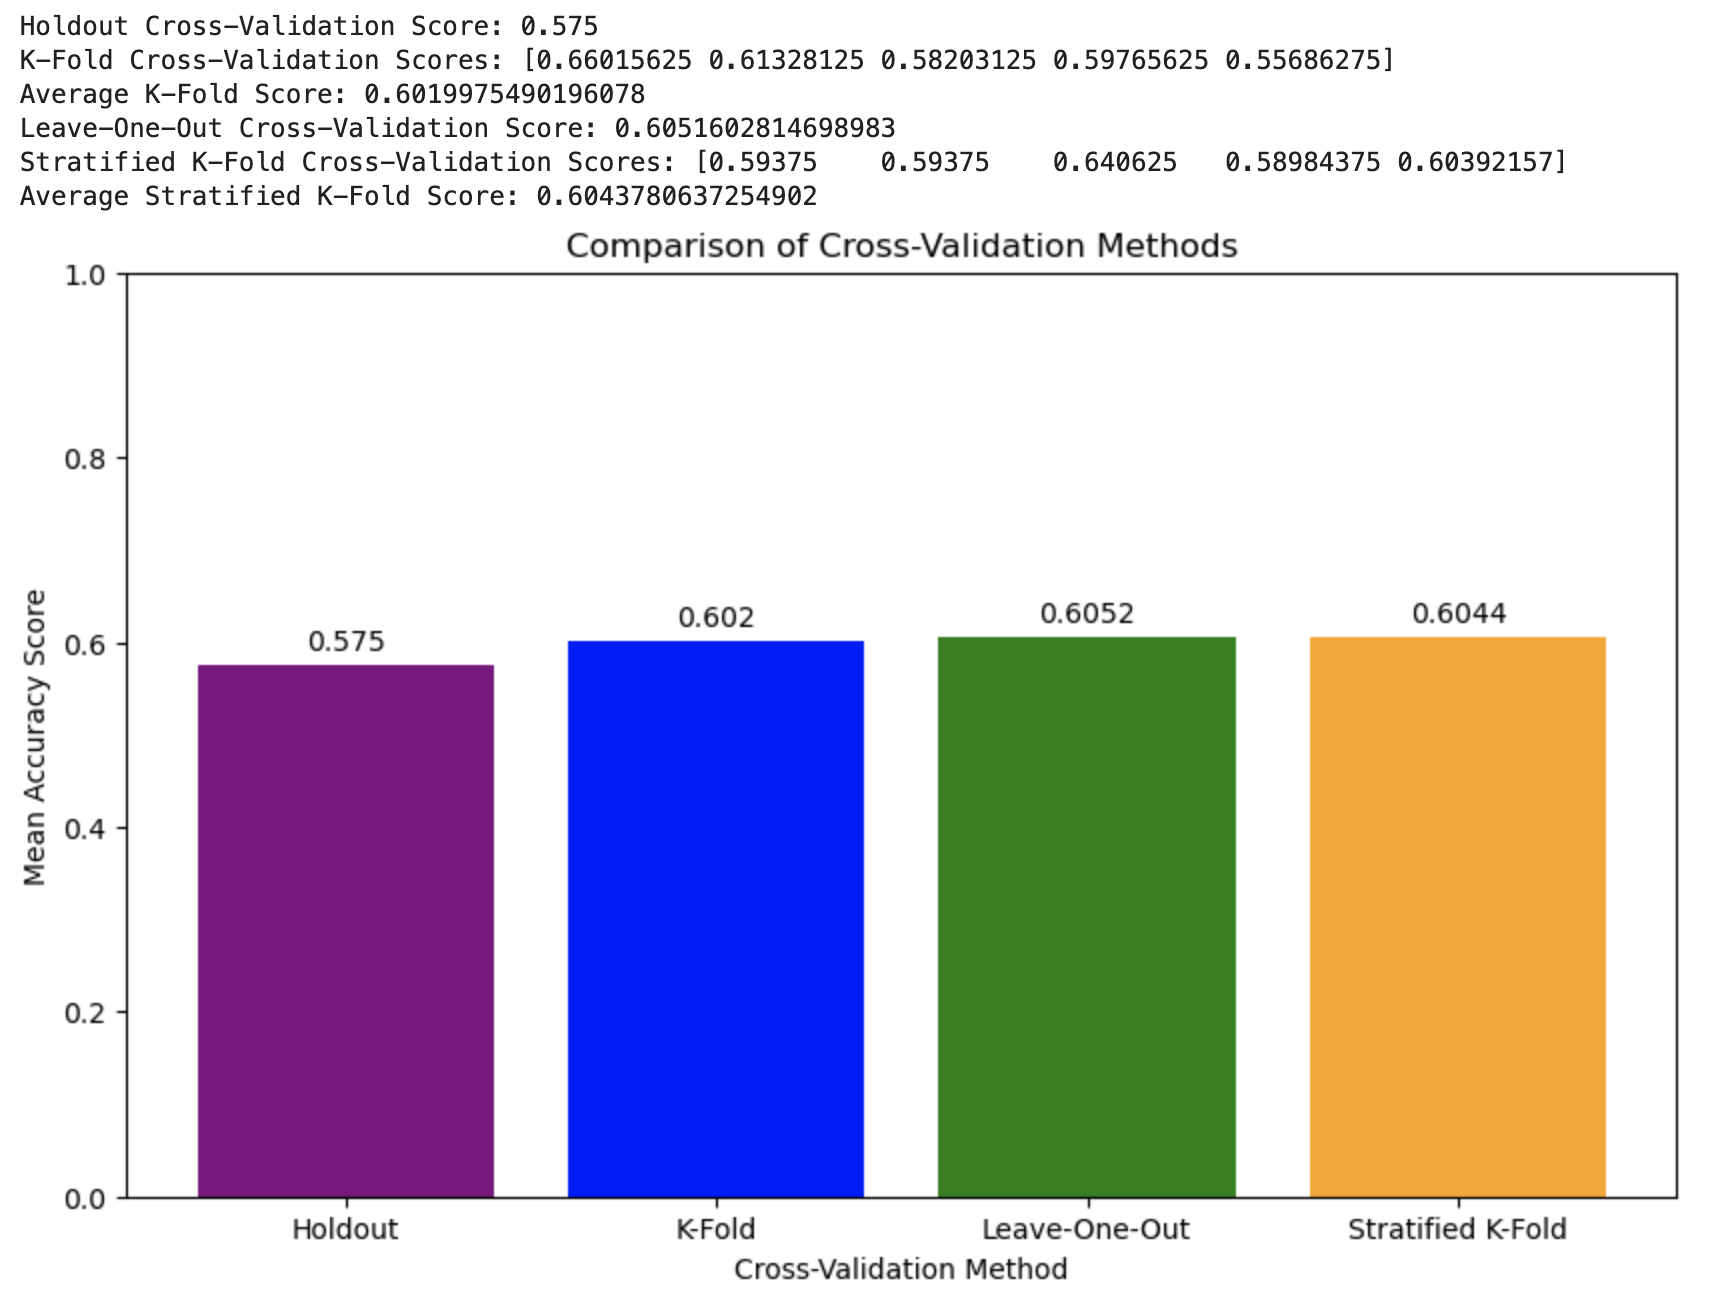 Holdout Cross-Validation Score: 0.575
K-Fold Cross-Validation Scores: [0.66015625 0.61328125 0.58203125 0.59765625 0.55686275]
Average K-Fold Score: 0.6019975490196078
Leave-One-Out Cross-Validation Score: 0.6051602814698983
Stratified K-Fold Cross-Validation Scores: [0.59375    0.59375    0.640625   0.58984375 0.60392157]
Average Stratified K-Fold Score: 0.6043780637254902
Comparison of Cross-Validation Methods
1.0
0.8
0.6
0.4
0.2
0.0
Mean Accuracy Score
0.575
0.602
0.6052
0.6044
Holdout
K-Fold
Leave-One-Out
Stratified K-Fold
Cross-Validation Method